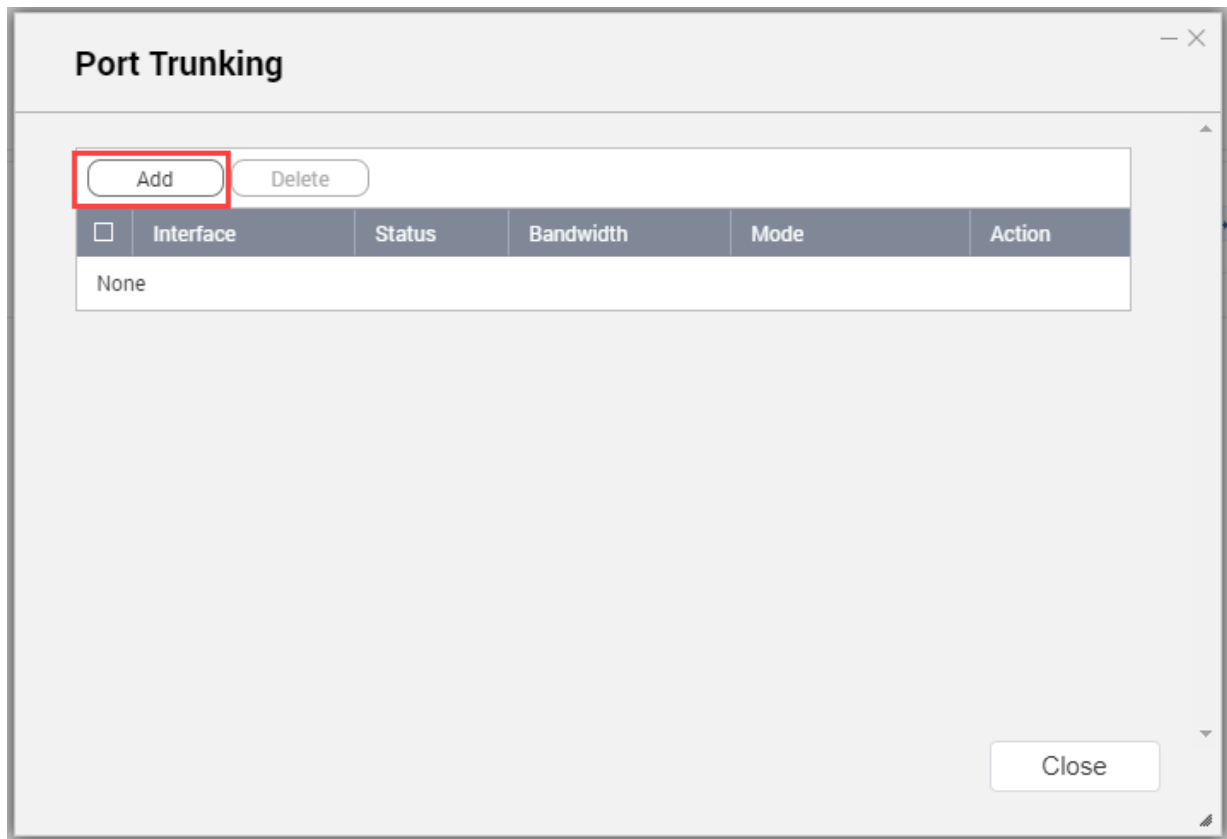 Port Trunking
Add Delete
Interface Status Bandwidth Mode Action
None
Close